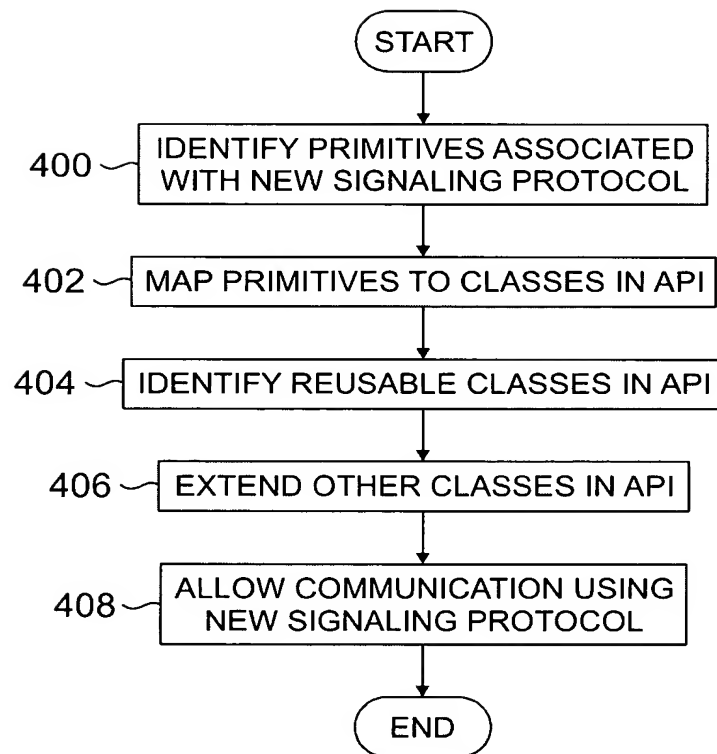 START
400
IDENTIFY PRIMITIVES ASSOCIATED
WITH NEW SIGNALING PROTOCOL
402
MAP PRIMITIVES TO CLASSES IN API
404
IDENTIFY REUSABLE CLASSES IN API
406
EXTEND OTHER CLASSES IN API
408
ALLOW COMMUNICATION USING
NEW SIGNALING PROTOCOL
END